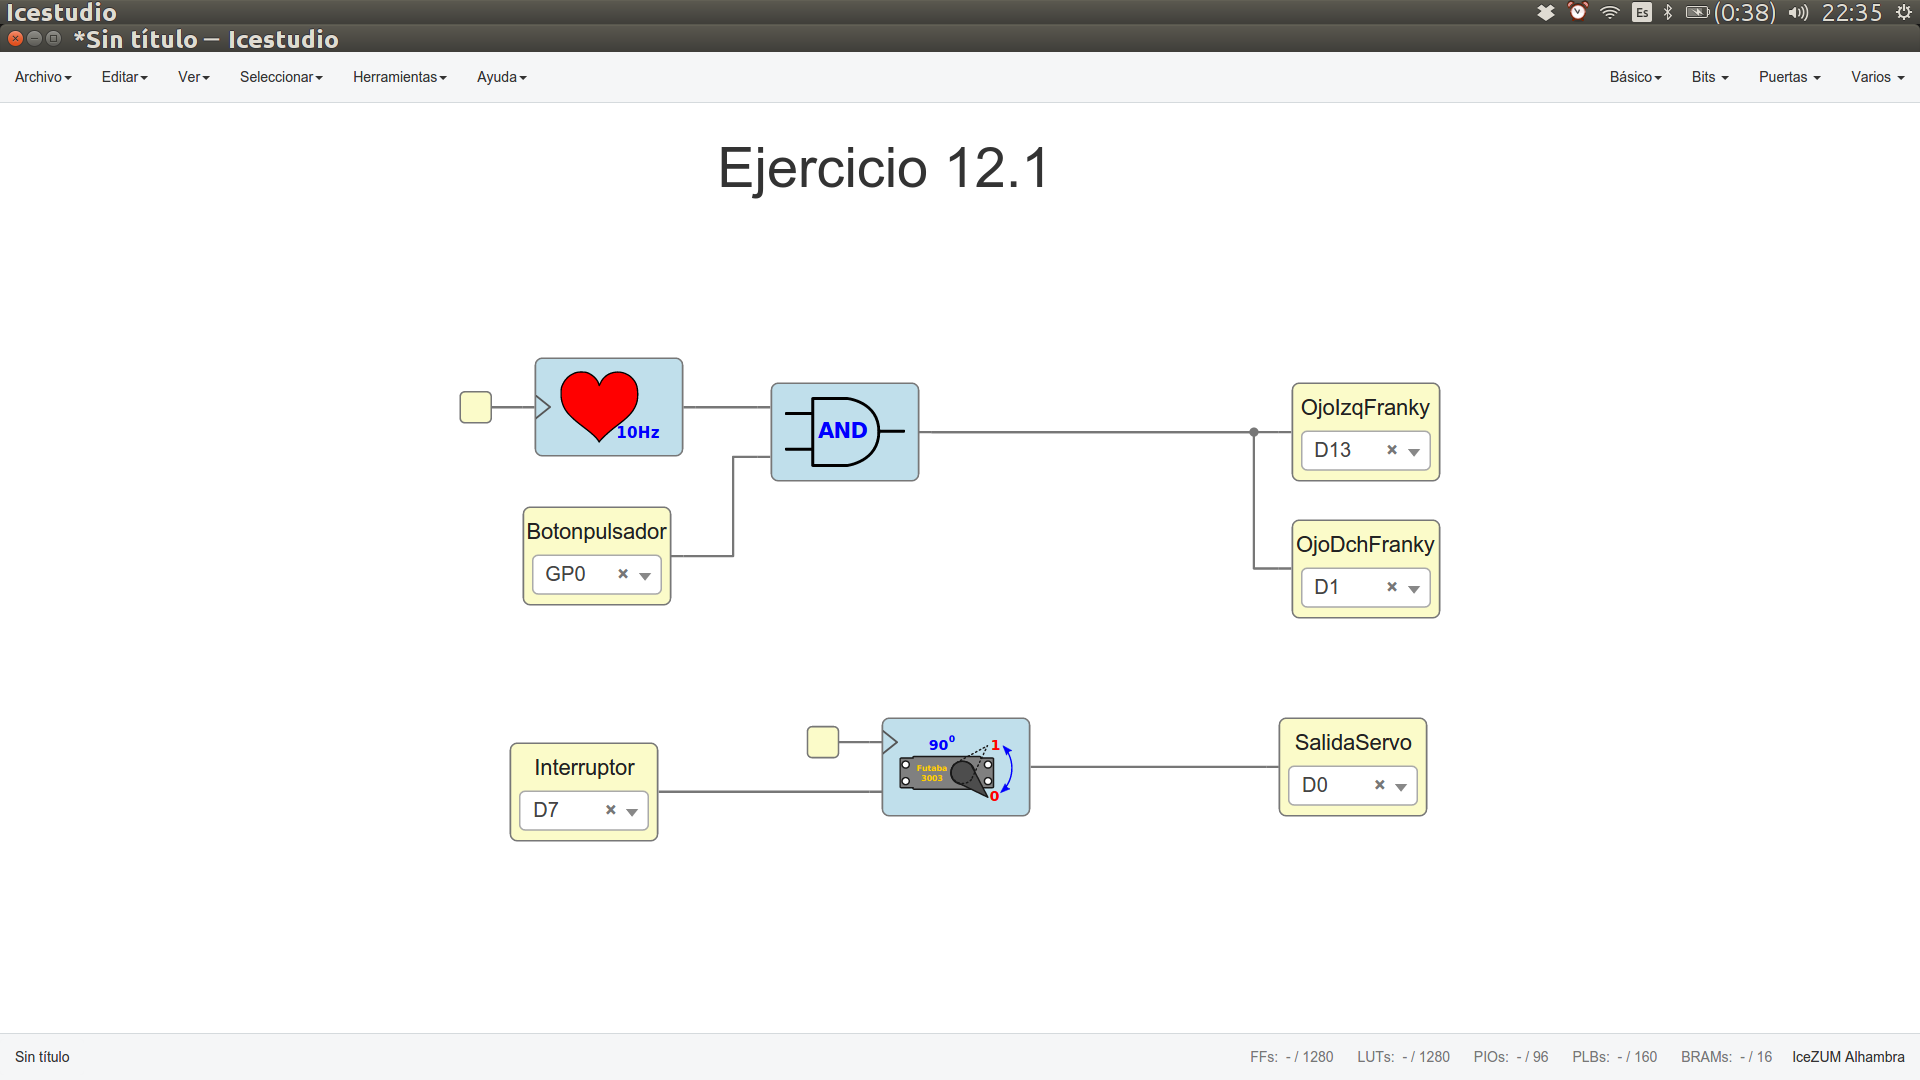 Icestudio
Es (0:38) 22:35
*Sin título — Icestudio
Archivo Editar Ver Seleccionar Herramientas Ayuda Básico Bits Puertas Varios
Ejercicio 12.1
10Hz
AND
OjoIzqFranky
D13
Botonpulsador
GP0
OjoDchFranky
D1
Interruptor
D7
90⁰ 1
Futaba
3003
0
SalidaServo
D0
Sin título FFs: - / 1280 LUTs: - / 1280 PIOs: - / 96 PLBs: - / 160 BRAMs: - / 16 IceZUM Alhambra